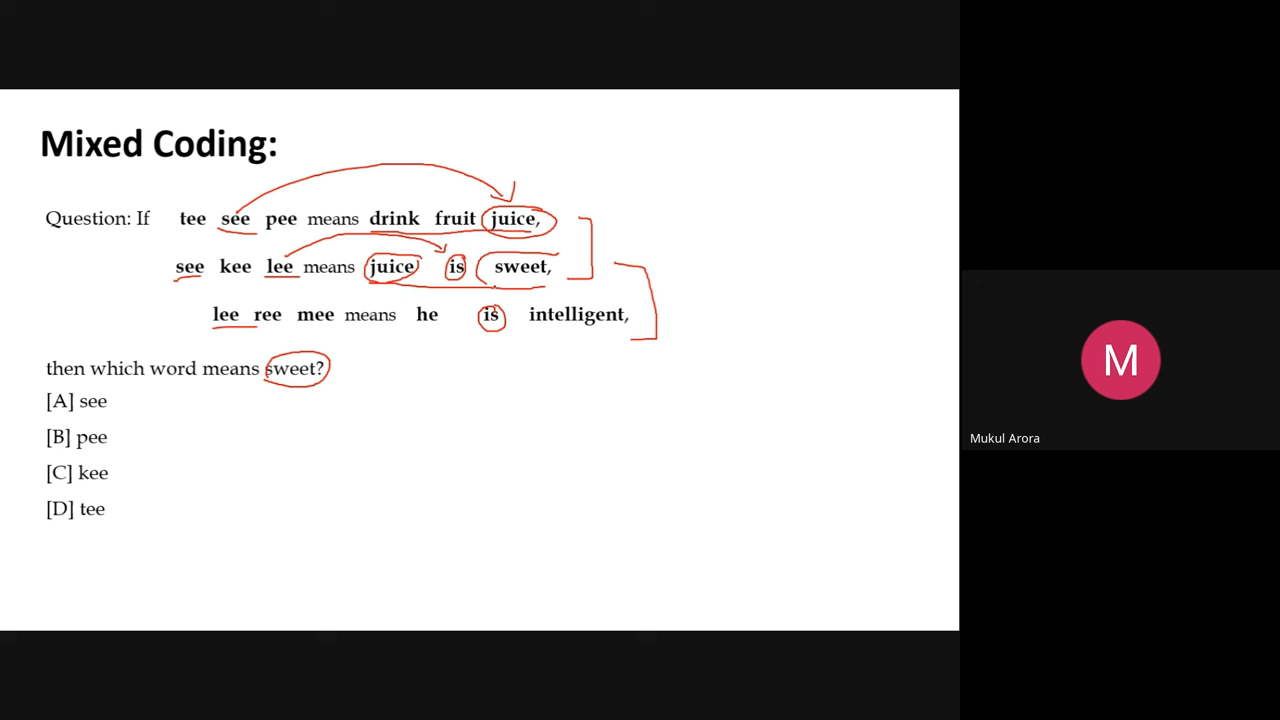 Mixed Coding:
Question: If tee see pee means drink fruit juice,
see kee lee means juice is sweet,
lee ree mee means he is intelligent,
then which word means sweet?
[A] see
[B] pee
[C] kee
[D] tee
M
Mukul Arora